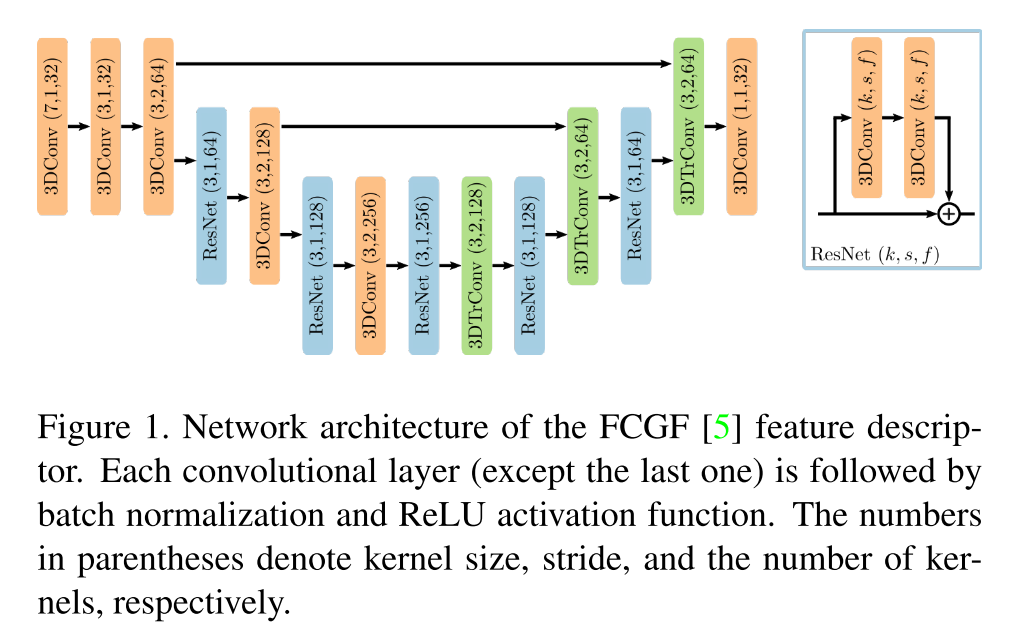 3DConv (7,1,32)
3DConv (3,1,32)
3DConv (3,2,64)
ResNet (3,1,64)
3DConv (3,2,128)
ResNet (3,1,128)
3DConv (3,2,256)
ResNet (3,1,256)
3DTrConv (3,2,128)
ResNet (3,1,128)
3DTrConv (3,2,64)
ResNet (3,1,64)
3DTrConv (3,2,64)
3DConv (1,1,32)
3DConv (k, s, f)
3DConv (k, s, f)
+
ResNet (k, s, f)
Figure 1. Network architecture of the FCGF [5] feature descrip-
tor. Each convolutional layer (except the last one) is followed by
batch normalization and ReLU activation function. The numbers
in parentheses denote kernel size, stride, and the number of ker-
nels, respectively.